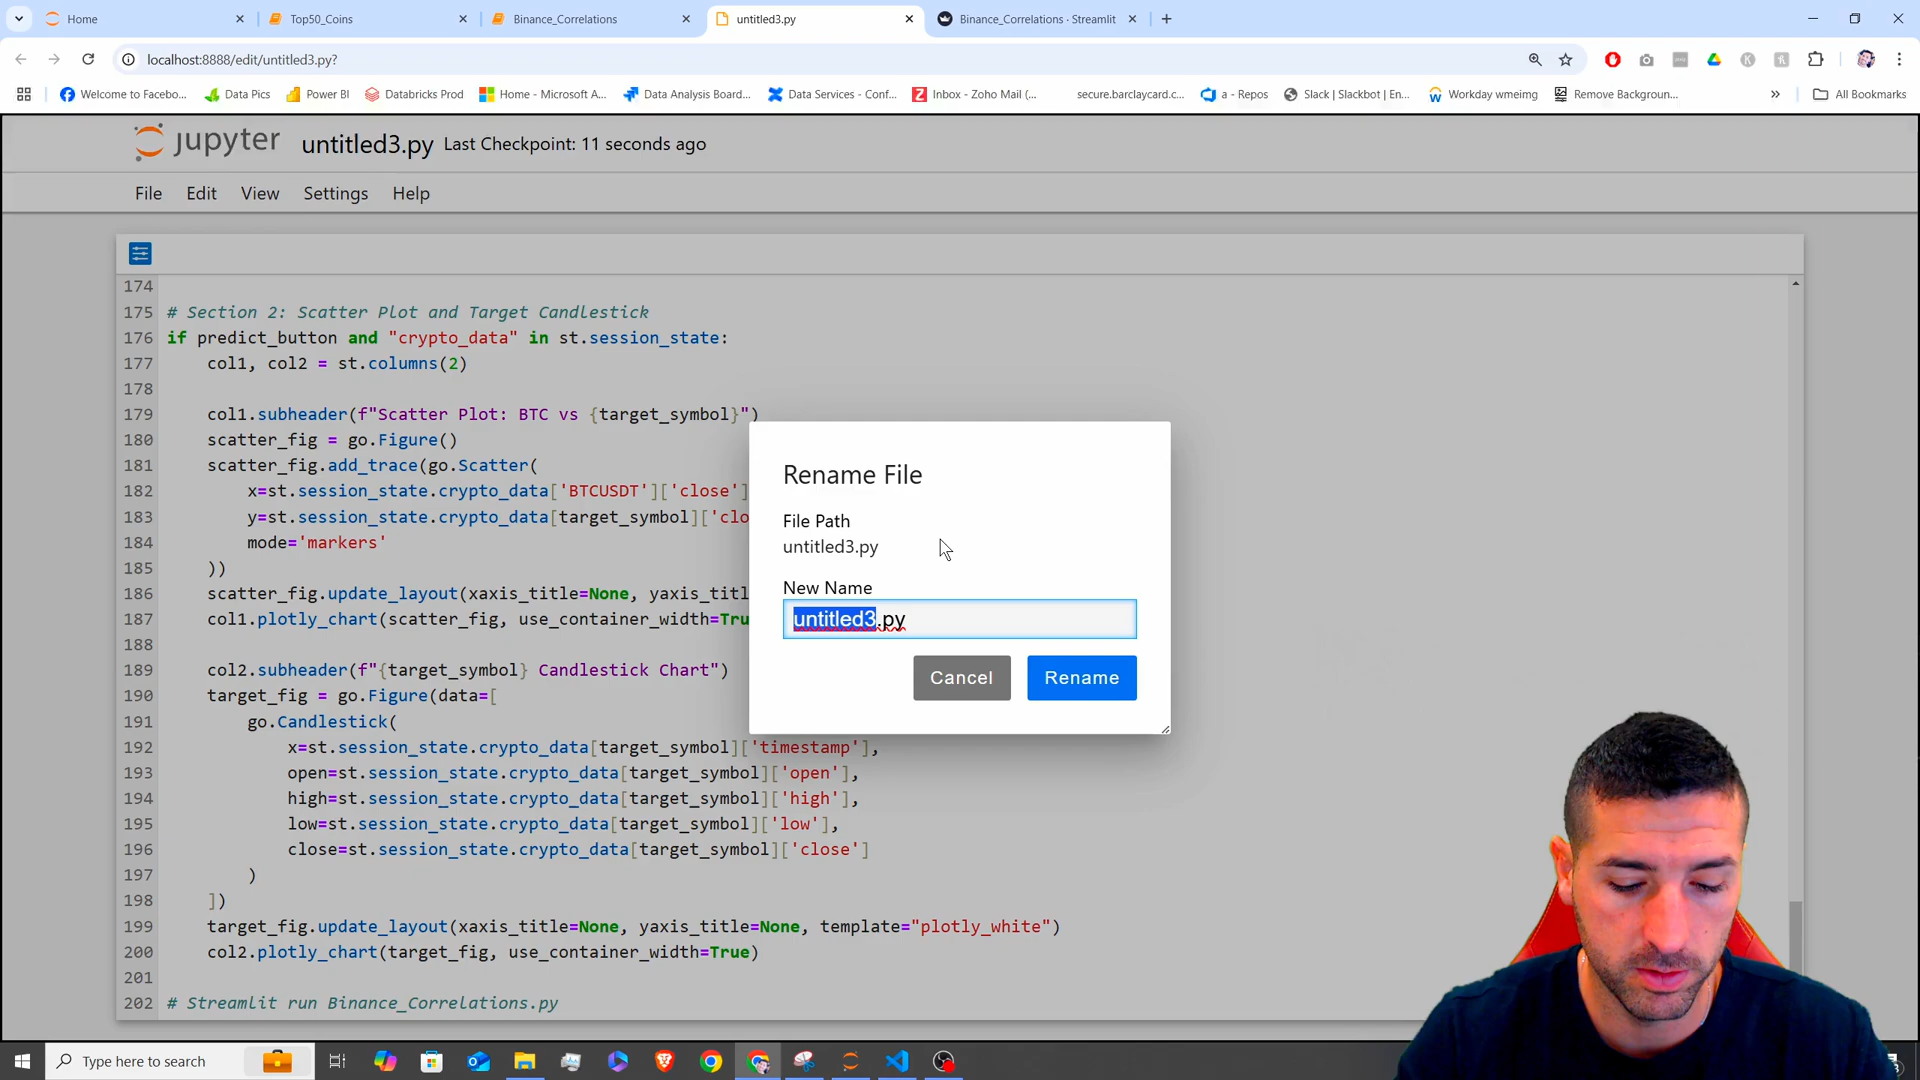 Home
Top50_Coins
Binance_Correlations
untitled3.py
Binance_Correlations · Streamlit
localhost:8888/edit/untitled3.py?
Welcome to Facebo...
Data Pics
Power BI
Databricks Prod
Home - Microsoft A...
Data Analysis Board...
Data Services - Conf...
Inbox - Zoho Mail (...
secure.barclaycard.c...
a - Repos
Slack | Slackbot | En...
Workday wmeimg
Remove Backgroun...
All Bookmarks
jupyter untitled3.py Last Checkpoint: 11 seconds ago
File Edit View Settings Help
174
175 # Section 2: Scatter Plot and Target Candlestick
176 if predict_button and "crypto_data" in st.session_state:
177 col1, col2 = st.columns(2)
178
179 col1.subheader(f"Scatter Plot: BTC vs {target_symbol}")
180 scatter_fig = go.Figure()
181 scatter_fig.add_trace(go.Scatter(
182 x=st.session_state.crypto_data['BTCUSDT']['close']
183 y=st.session_state.crypto_data[target_symbol]['clo
184 mode='markers'
185 ))
186 scatter_fig.update_layout(xaxis_title=None, yaxis_titl
187 col1.plotly_chart(scatter_fig, use_container_width=Tru
188
189 col2.subheader(f"{target_symbol} Candlestick Chart")
190 target_fig = go.Figure(data=[
191 go.Candlestick(
192 x=st.session_state.crypto_data[target_symbol]['timestamp'],
193 open=st.session_state.crypto_data[target_symbol]['open'],
194 high=st.session_state.crypto_data[target_symbol]['high'],
195 low=st.session_state.crypto_data[target_symbol]['low'],
196 close=st.session_state.crypto_data[target_symbol]['close']
197 )
198 ])
199 target_fig.update_layout(xaxis_title=None, yaxis_title=None, template="plotly_white")
200 col2.plotly_chart(target_fig, use_container_width=True)
201
202 # Streamlit run Binance_Correlations.py
Rename File
File Path
untitled3.py
New Name
untitled3.py
Cancel
Rename
Type here to search